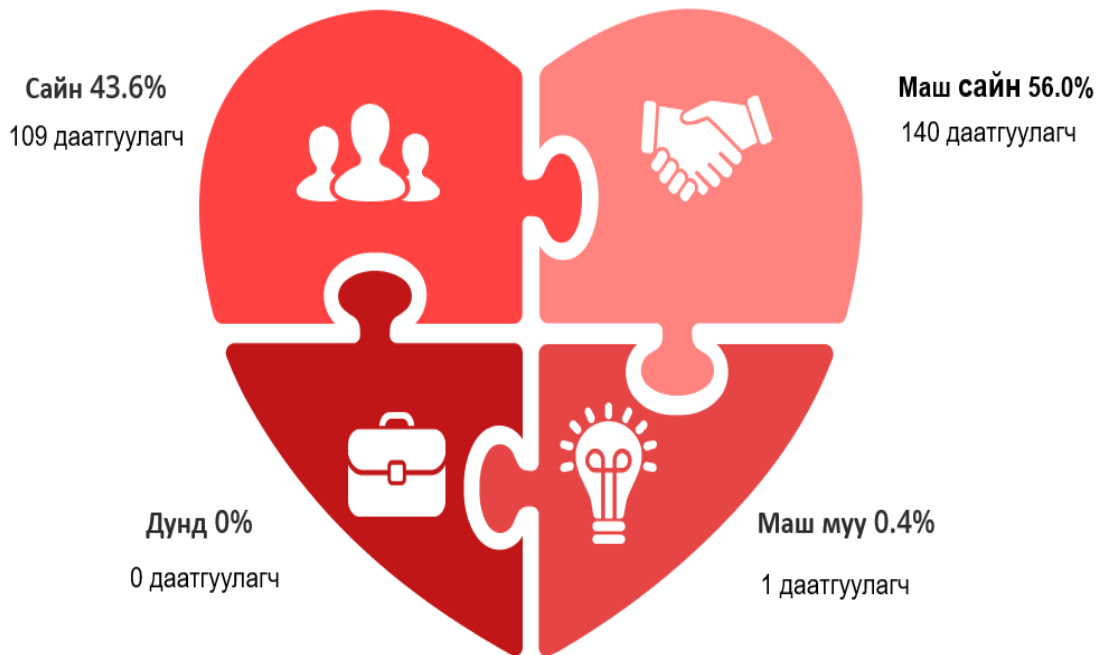 Сайн 43.6%
109 даатгуулагч
Маш сайн 56.0%
140 даатгуулагч
Дунд 0%
0 даатгуулагч
Маш муу 0.4%
1 даатгуулагч